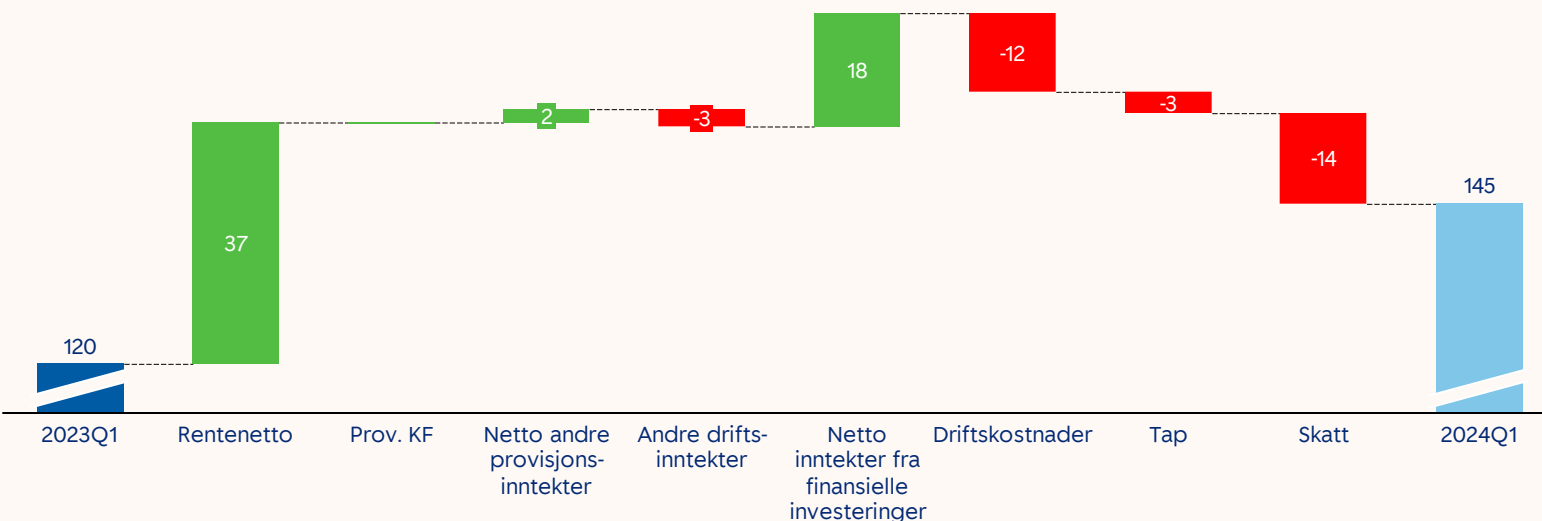 18
-12
2
-3
-3
-14
37
145
120
2023Q1
Rentenetto
Prov. KF
Netto andre
provisjons-
inntekter
Andre drifts-
inntekter
Netto
inntekter fra
finansielle
investeringer
Driftskostnader
Tap
Skatt
2024Q1